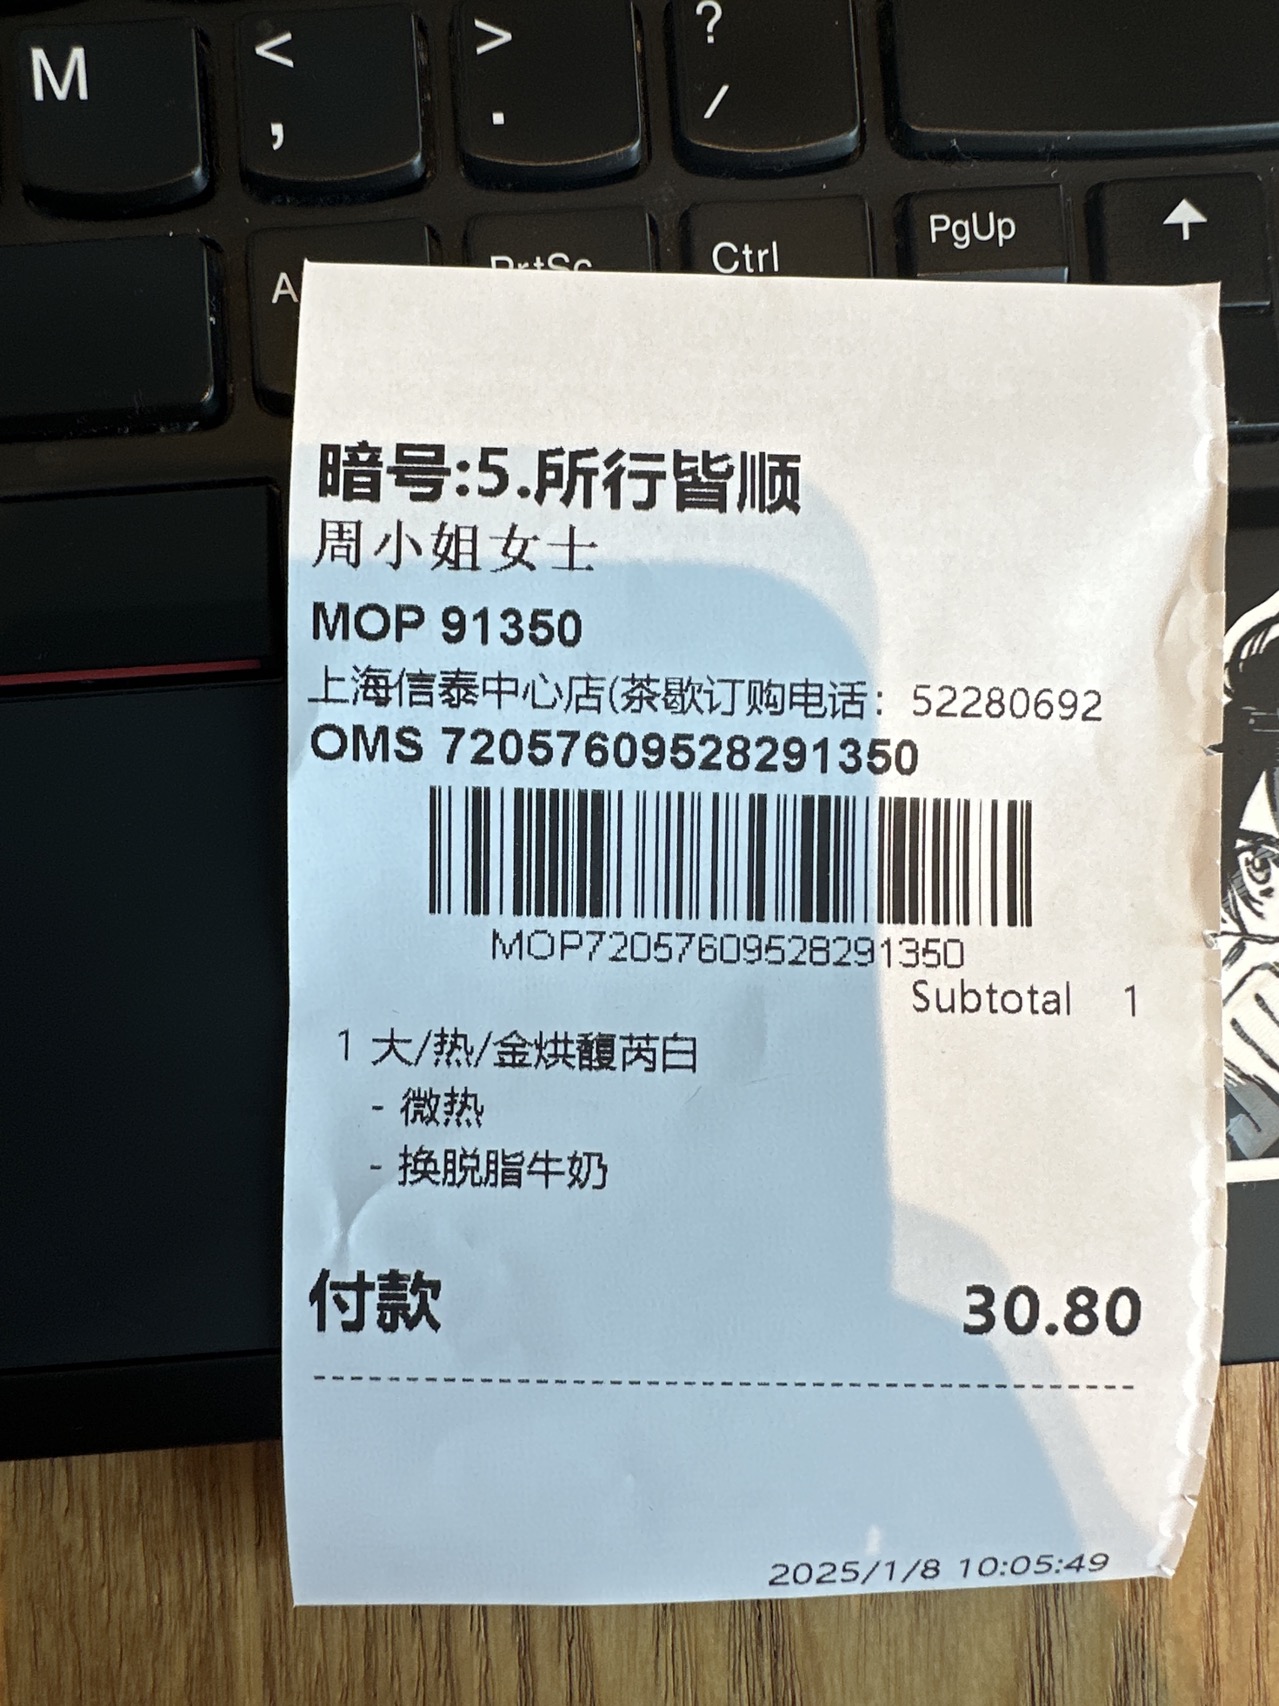 M
<
,
>
.
?
/
PrtSc
Ctrl
PgUp
暗号:5.所行皆顺
周小姐女士
MOP 91350
上海信泰中心店(茶歇订购电话：52280692
OMS 72057609528291350
MOP72057609528291350
Subtotal 1
1 大/热/金烘馥芮白
- 微热
- 换脱脂牛奶
付款 30.80
2025/1/8 10:05:49